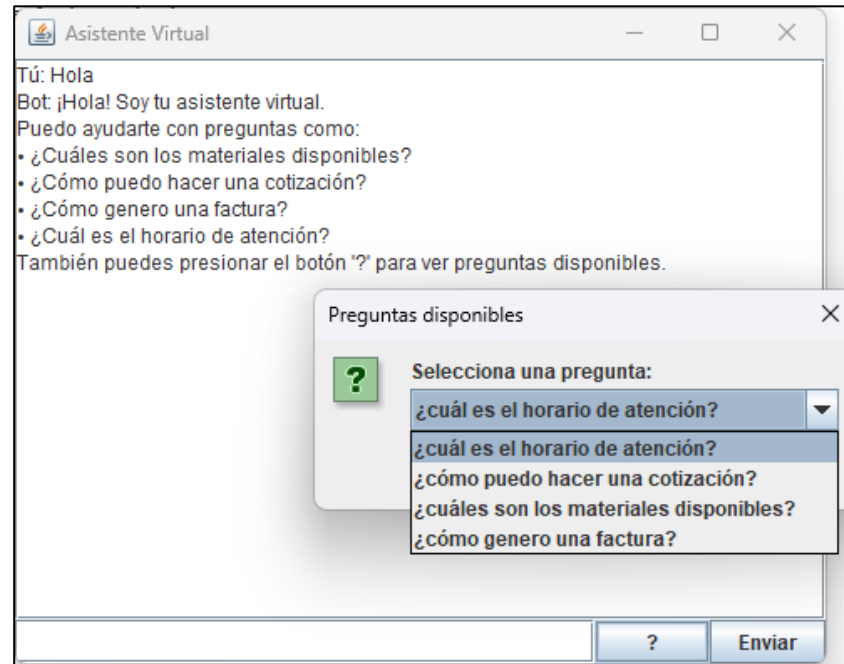 Asistente Virtual
Tú: Hola
Bot: ¡Hola! Soy tu asistente virtual.
Puedo ayudarte con preguntas como:
• ¿Cuáles son los materiales disponibles?
• ¿Cómo puedo hacer una cotización?
• ¿Cómo genero una factura?
• ¿Cuál es el horario de atención?
También puedes presionar el botón '?' para ver preguntas disponibles.
Preguntas disponibles
?
Selecciona una pregunta:
¿cuál es el horario de atención?
¿cuál es el horario de atención?
¿cómo puedo hacer una cotización?
¿cuáles son los materiales disponibles?
¿cómo genero una factura?
? Enviar